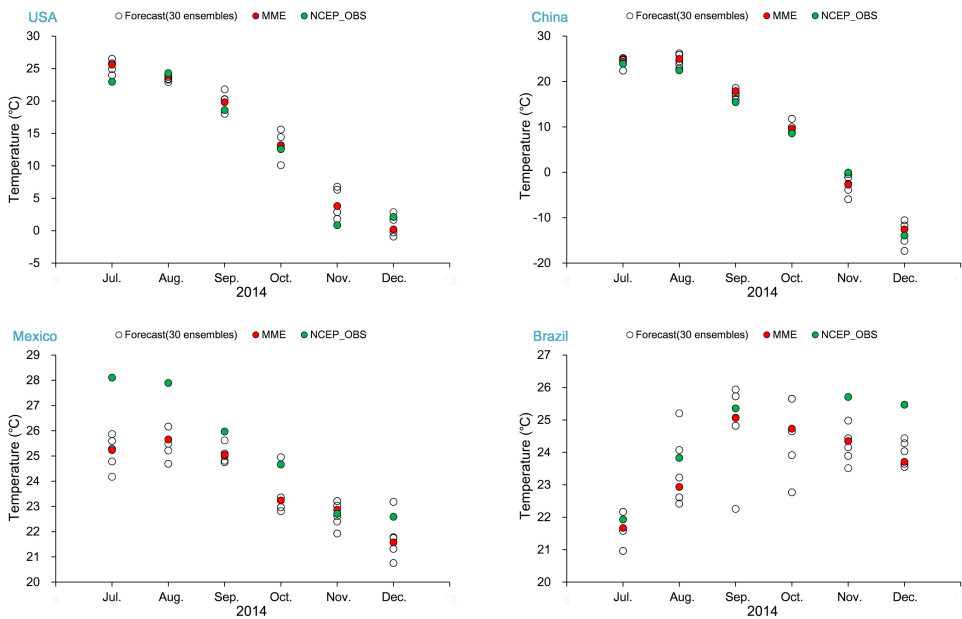 USA
Forecast(30 ensembles) MME NCEP_OBS
Temperature (°C)
30
25
20
15
10
5
0
-5
Jul. Aug. Sep. Oct. Nov. Dec.
2014
China
Forecast(30 ensembles) MME NCEP_OBS
Temperature (°C)
30
20
10
0
-10
-20
Jul. Aug. Sep. Oct. Nov. Dec.
2014
Mexico
Forecast(30 ensembles) MME NCEP_OBS
Temperature (°C)
29
28
27
26
25
24
23
22
21
20
Jul. Aug. Sep. Oct. Nov. Dec.
2014
Brazil
Forecast(30 ensembles) MME NCEP_OBS
Temperature (°C)
27
26
25
24
23
22
21
20
Jul. Aug. Sep. Oct. Nov. Dec.
2014